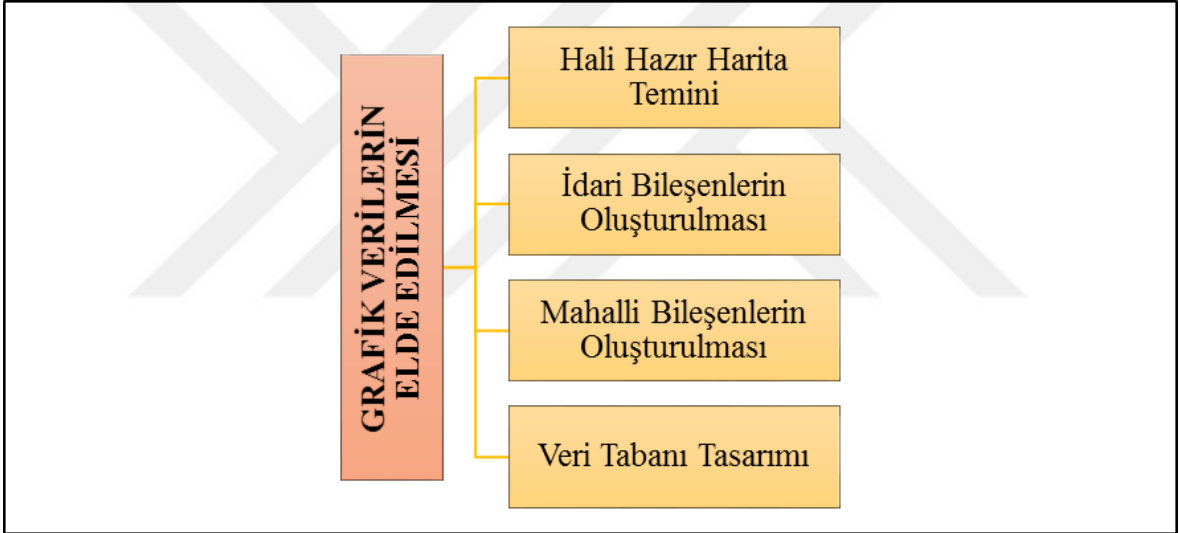 GRAFİK VERİLERİN
ELDE EDİLMESİ
Hali Hazır Harita
Temini
İdari Bileşenlerin
Oluşturulması
Mahalli Bileşenlerin
Oluşturulması
Veri Tabanı Tasarımı